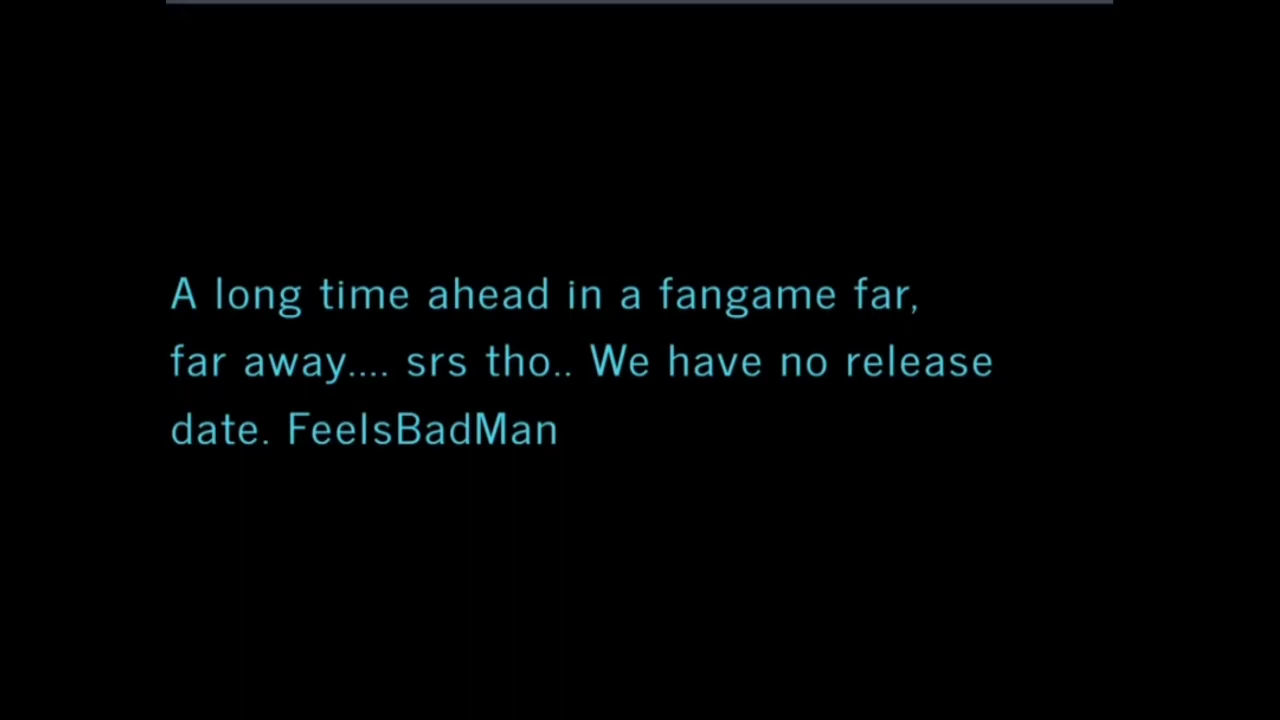 A long time ahead in a fangame far,
far away.... srs tho.. We have no release
date. FeelsBadMan